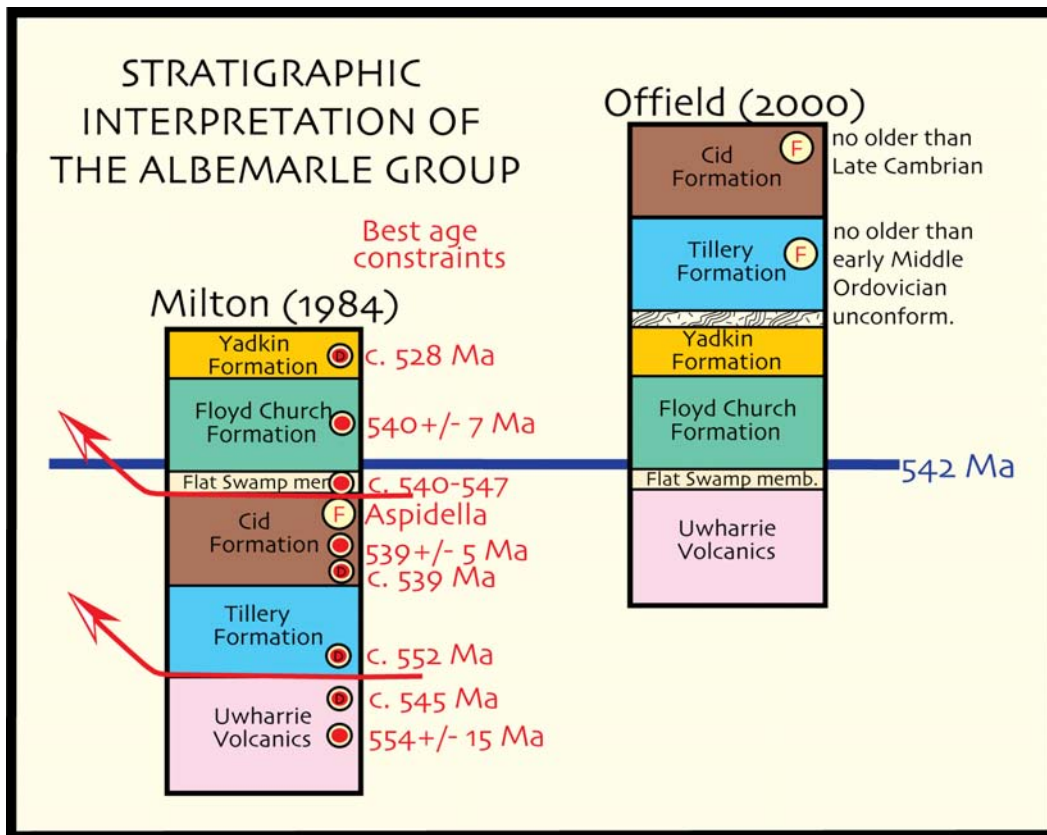 STRATIGRAPHIC
INTERPRETATION OF
THE ALBEMARLE GROUP
Best age
constraints
Milton (1984)
Yadkin
Formation
D
c. 528 Ma
Floyd Church
Formation
540+/- 7 Ma
Flat Swamp mem
c. 540-547
Cid
Formation
F
Aspidella
539+/- 5 Ma
D
c. 539 Ma
Tillery
Formation
D
c. 552 Ma
Uwharrie
Volcanics
D
c. 545 Ma
554+/- 15 Ma
Offield (2000)
Cid
Formation
F
no older than
Late Cambrian
Tillery
Formation
F
no older than
early Middle
Ordovician
unconform.
Yadkin
Formation
Floyd Church
Formation
542 Ma
Flat Swamp memb.
Uwharrie
Volcanics